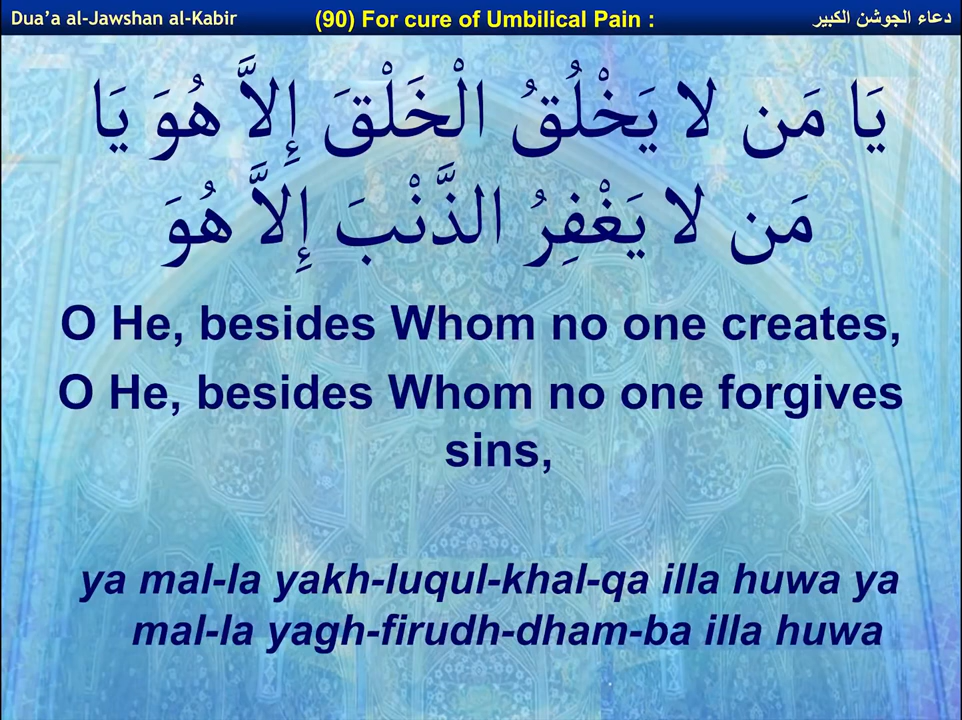 Dua’a al-Jawshan al-Kabir (90) For cure of Umbilical Pain : دعاء الجوشن الكبير
يَا مَن لا يَخْلُقُ الْخَلْقَ إِلاَّ هُوَ يَا
مَن لا يَغْفِرُ الذَّنْبَ إِلاَّ هُوَ
O He, besides Whom no one creates,
O He, besides Whom no one forgives
sins,
ya mal-la yakh-luqul-khal-qa illa huwa ya
mal-la yagh-firudh-dham-ba illa huwa